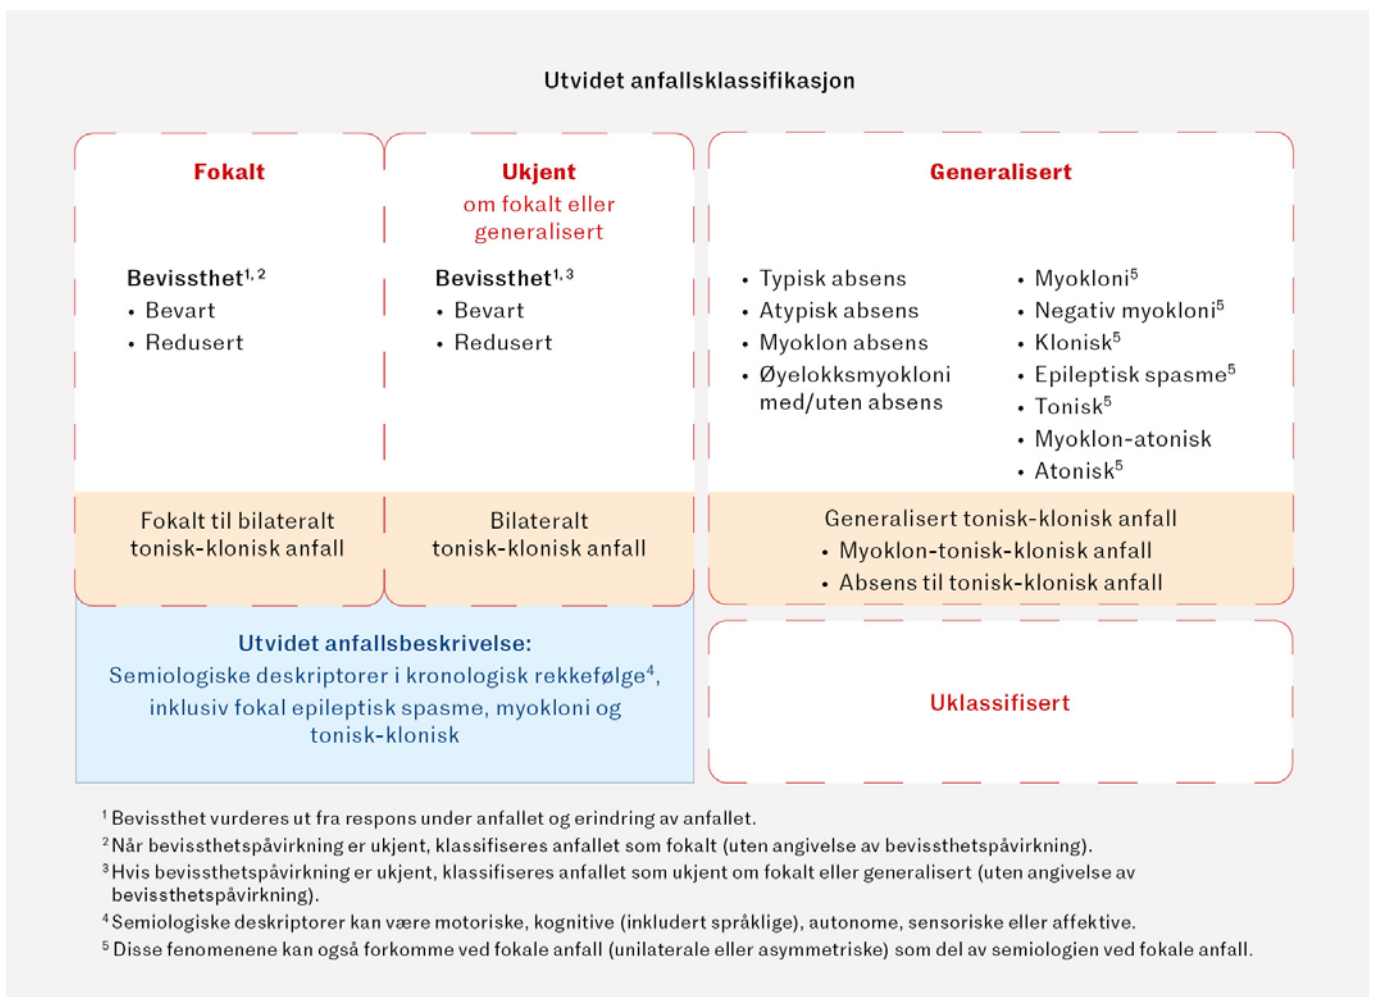 Utvidet anfallsklassifikasjon
Fokalt
Bevissthet¹,²
• Bevart
• Redusert
Fokalt til bilateralt
tonisk-klonisk anfall
Ukjent
om fokalt eller
generalisert
Bevissthet¹,³
• Bevart
• Redusert
Bilateralt
tonisk-klonisk anfall
Generalisert
• Typisk absens
• Atypisk absens
• Myoklon absens
• Øyelokksmyokloni
med/uten absens
• Myokloni⁵
• Negativ myokloni⁵
• Klonisk⁵
• Epileptisk spasme⁵
• Tonisk⁵
• Myoklon-atonisk
• Atonisk⁵
Generalisert tonisk-klonisk anfall
• Myoklon-tonisk-klonisk anfall
• Absens til tonisk-klonisk anfall
Utvidet anfallsbeskrivelse:
Semiologiske deskriptorer i kronologisk rekkefølge⁴,
inklusiv fokal epileptisk spasme, myokloni og
tonisk-klonisk
Uklassifisert
¹ Bevissthet vurderes ut fra respons under anfallet og erindring av anfallet.
² Når bevissthetspåvirkning er ukjent, klassifiseres anfallet som fokalt (uten angivelse av bevissthetspåvirkning).
³ Hvis bevissthetspåvirkning er ukjent, klassifiseres anfallet som ukjent om fokalt eller generalisert (uten angivelse av
bevissthetspåvirkning).
⁴ Semiologiske deskriptorer kan være motoriske, kognitive (inkludert språklige), autonome, sensoriske eller affektive.
⁵ Disse fenomenene kan også forkomme ved fokale anfall (unilaterale eller asymmetriske) som del av semiologien ved fokale anfall.